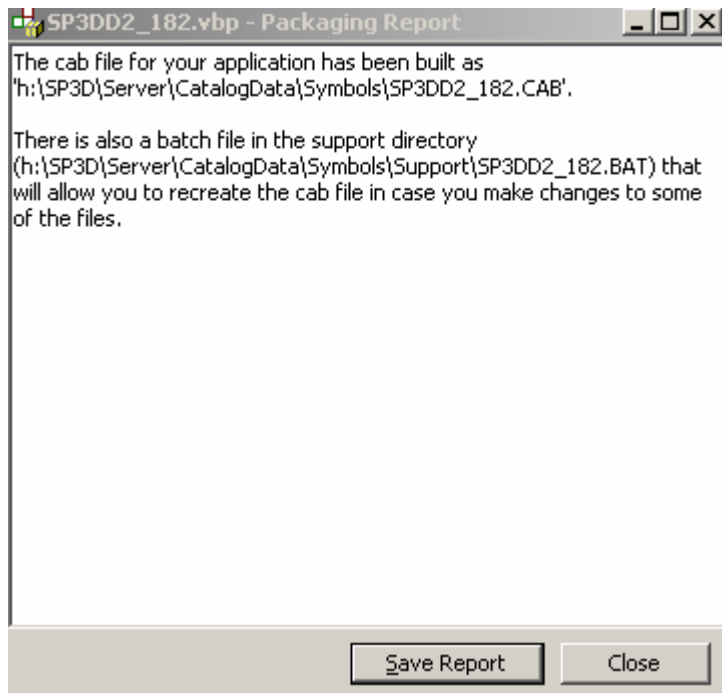 SP3DD2_182.vbp - Packaging Report
The cab file for your application has been built as
'h:\SP3D\Server\CatalogData\Symbols\SP3DD2_182.CAB'.
There is also a batch file in the support directory
(h:\SP3D\Server\CatalogData\Symbols\Support\SP3DD2_182.BAT) that
will allow you to recreate the cab file in case you make changes to some
of the files.
Save Report Close